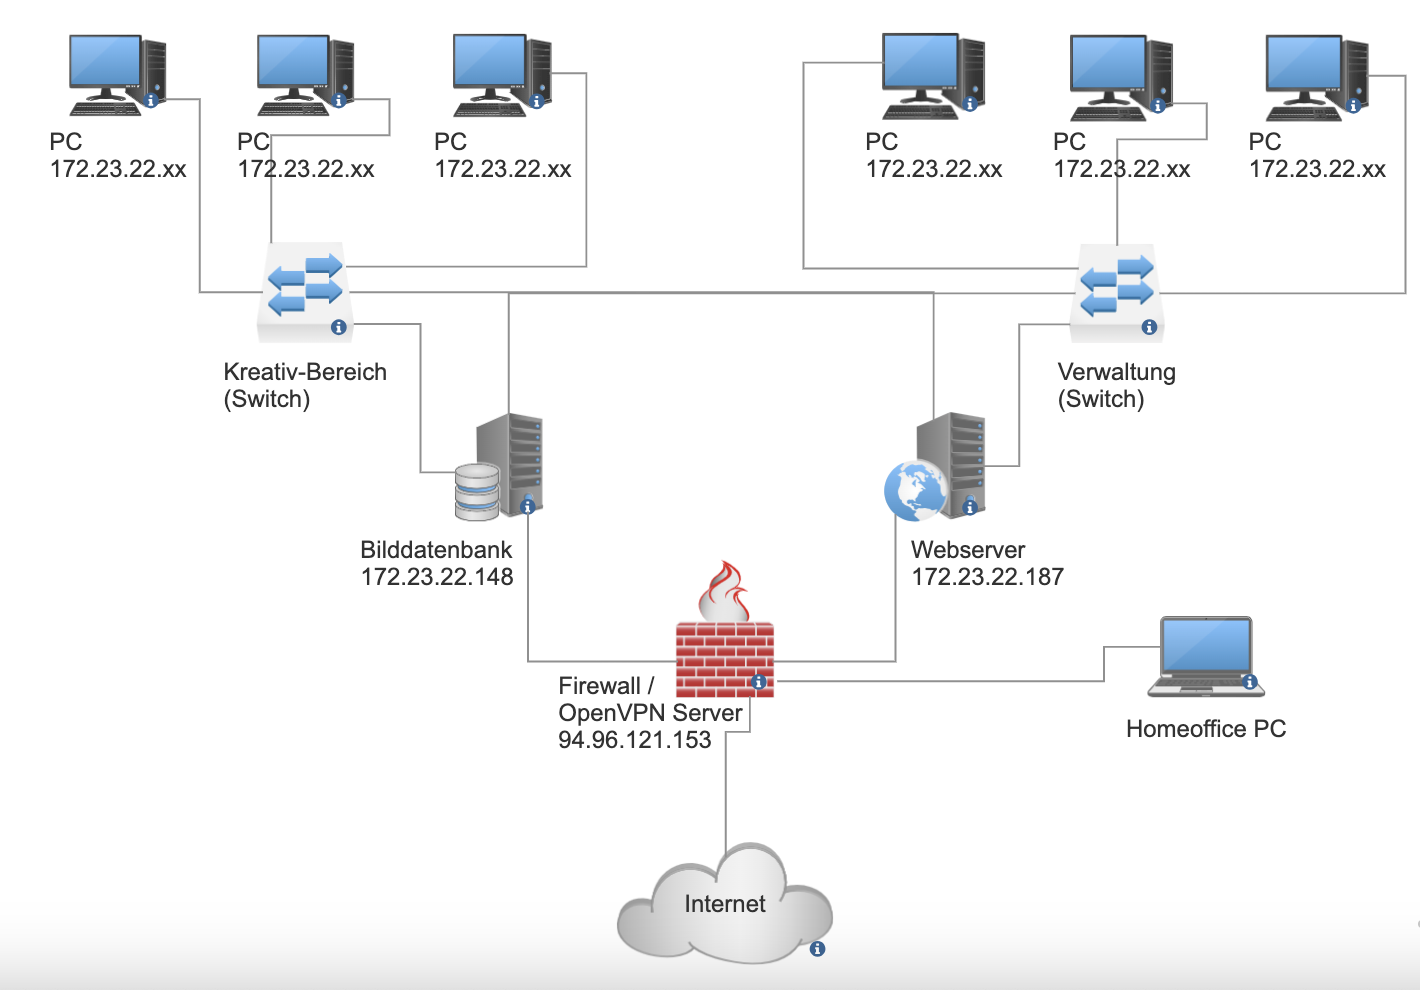 PC
172.23.22.xx
PC
172.23.22.xx
PC
172.23.22.xx
PC
172.23.22.xx
PC
172.23.22.xx
PC
172.23.22.xx
Kreativ-Bereich
(Switch)
Verwaltung
(Switch)
Bilddatenbank
172.23.22.148
Webserver
172.23.22.187
Firewall /
OpenVPN Server
94.96.121.153
Homeoffice PC
Internet